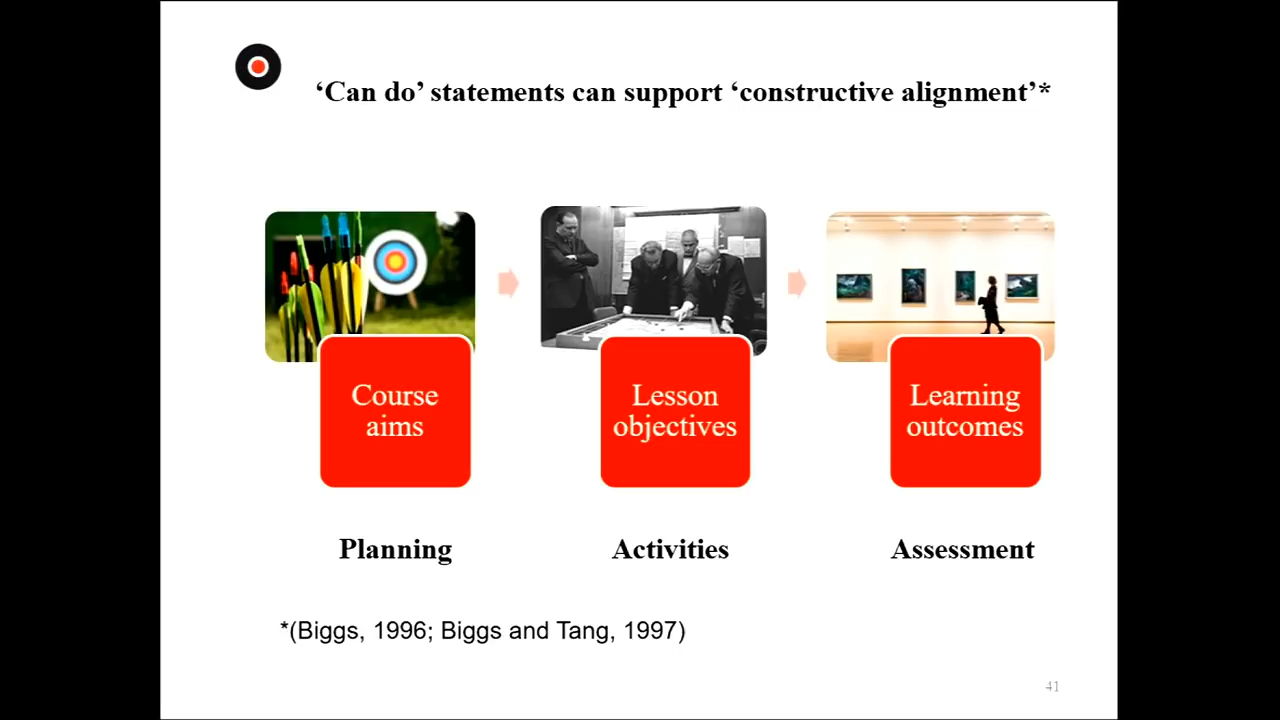 ‘Can do’ statements can support ‘constructive alignment’*
Course
aims
Lesson
objectives
Learning
outcomes
Planning
Activities
Assessment
*(Biggs, 1996; Biggs and Tang, 1997)
41